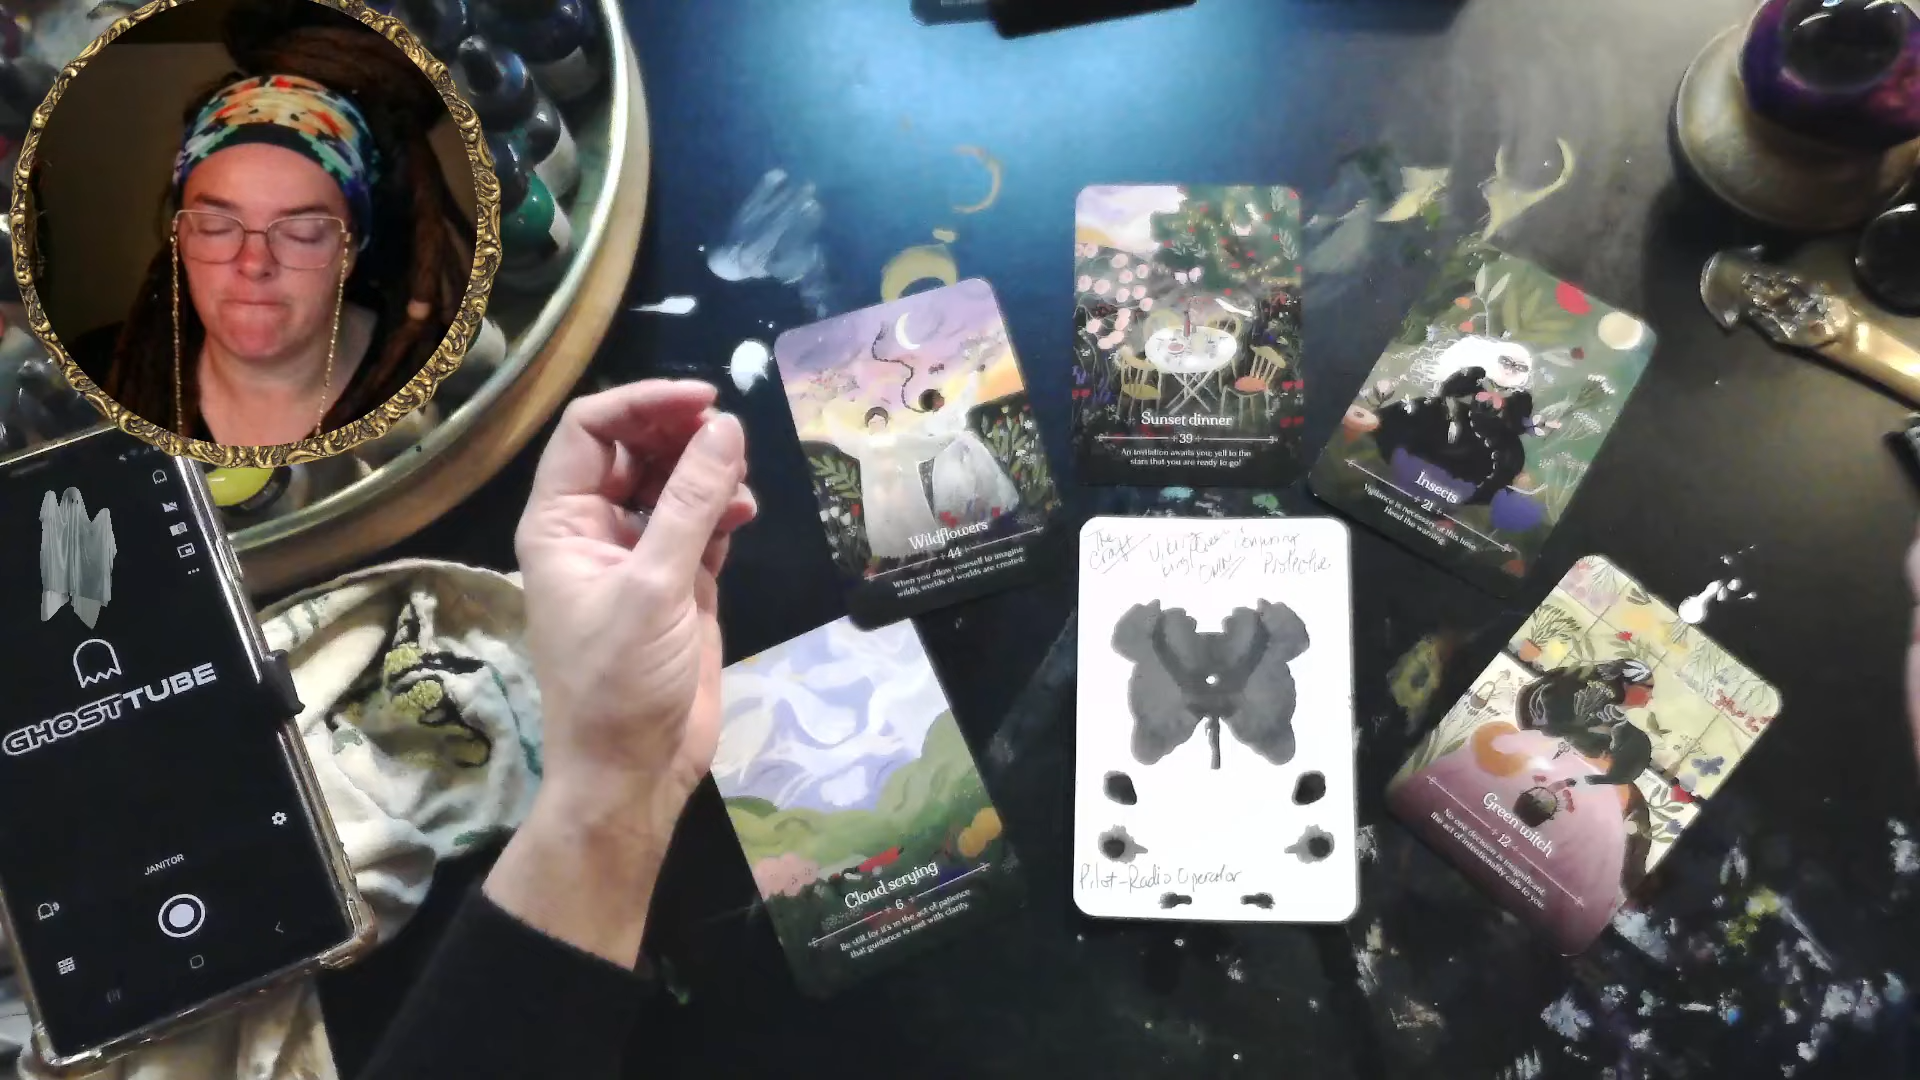 Sunset dinner
39
An invitation awaits you; yell to the
stars that you are ready to go!
Wildflowers
44
When you allow yourself to imagine
wildly, worlds of worlds are created.
Insects
21
Vigilance is necessary at this time.
Heed the warning.
The
Craft
Conjuring
Protective
Pilot-Radio Operator
GHOSTTUBE
JANITOR
Cloud scrying
6
Be still, for it's in the act of patience
that guidance is met with clarity.
Green witch
12
No one decision is insignificant,
the act of intentionality calls to you.